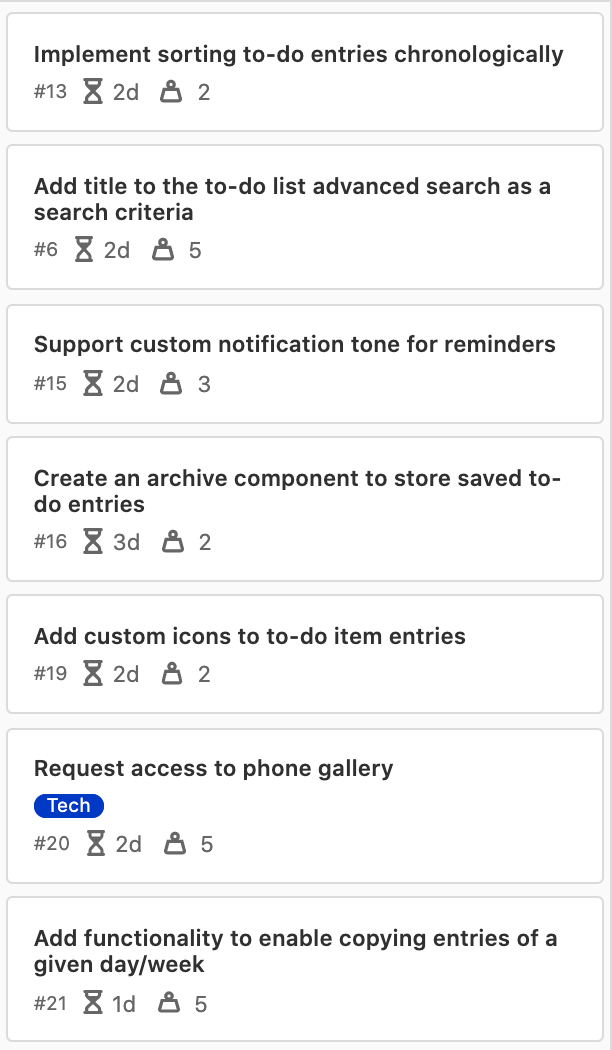 Implement sorting to-do entries chronologically
#13 2d 2
Add title to the to-do list advanced search as a
search criteria
#6 2d 5
Support custom notification tone for reminders
#15 2d 3
Create an archive component to store saved to-
do entries
#16 3d 2
Add custom icons to to-do item entries
#19 2d 2
Request access to phone gallery
Tech
#20 2d 5
Add functionality to enable copying entries of a
given day/week
#21 1d 5